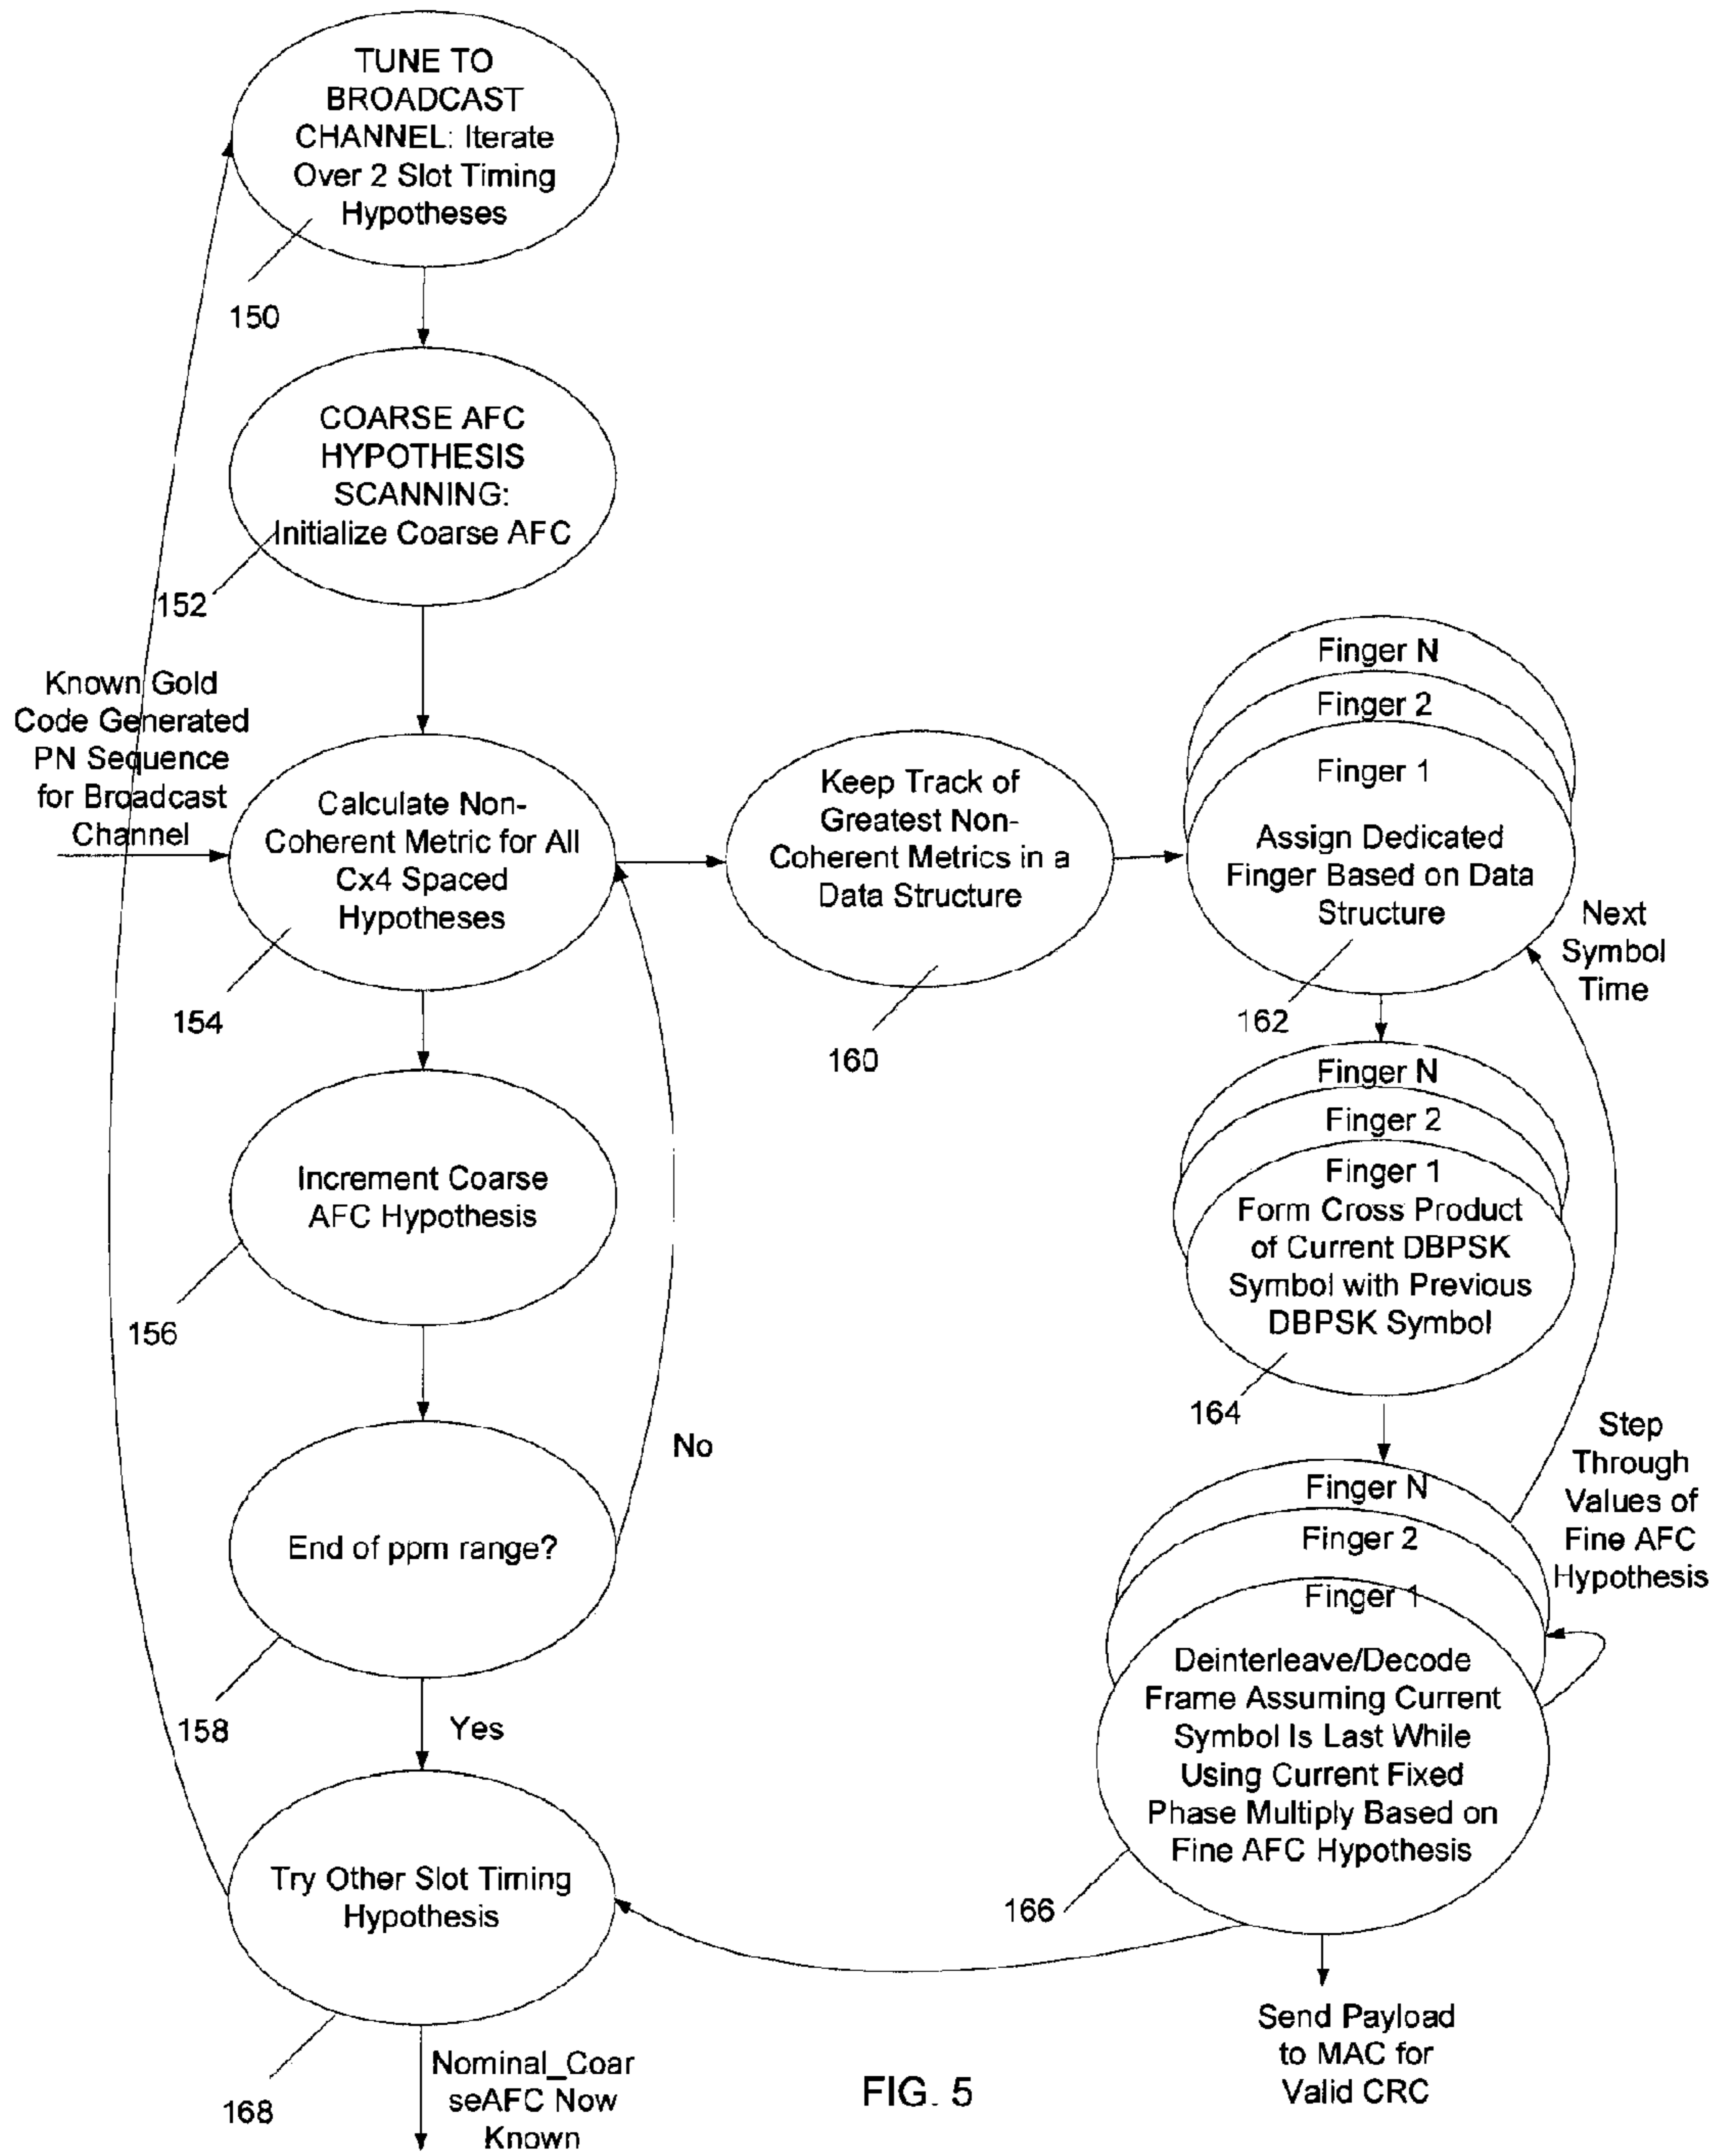 TUNE TO
BROADCAST
CHANNEL: Iterate
Over 2 Slot Timing
Hypotheses
150
COARSE AFC
HYPOTHESIS
SCANNING:
Initialize Coarse AFC
152
Known Gold
Code Generated
PN Sequence
for Broadcast
Channel
Calculate Non-
Coherent Metric for All
Cx4 Spaced
Hypotheses
154
Increment Coarse
AFC Hypothesis
156
End of ppm range?
No
158
Yes
Try Other Slot Timing
Hypothesis
168
Nominal_Coar
seAFC Now
Known
Keep Track of
Greatest Non-
Coherent Metrics in a
Data Structure
160
Finger N
Finger 2
Finger 1
Assign Dedicated
Finger Based on Data
Structure
162
Next
Symbol
Time
Finger N
Finger 2
Finger 1
Form Cross Product
of Current DBPSK
Symbol with Previous
DBPSK Symbol
164
Step
Through
Values of
Fine AFC
Hypothesis
Finger N
Finger 2
Finger 1
Deinterleave/Decode
Frame Assuming Current
Symbol Is Last While
Using Current Fixed
Phase Multiply Based on
Fine AFC Hypothesis
166
Send Payload
to MAC for
Valid CRC
FIG. 5